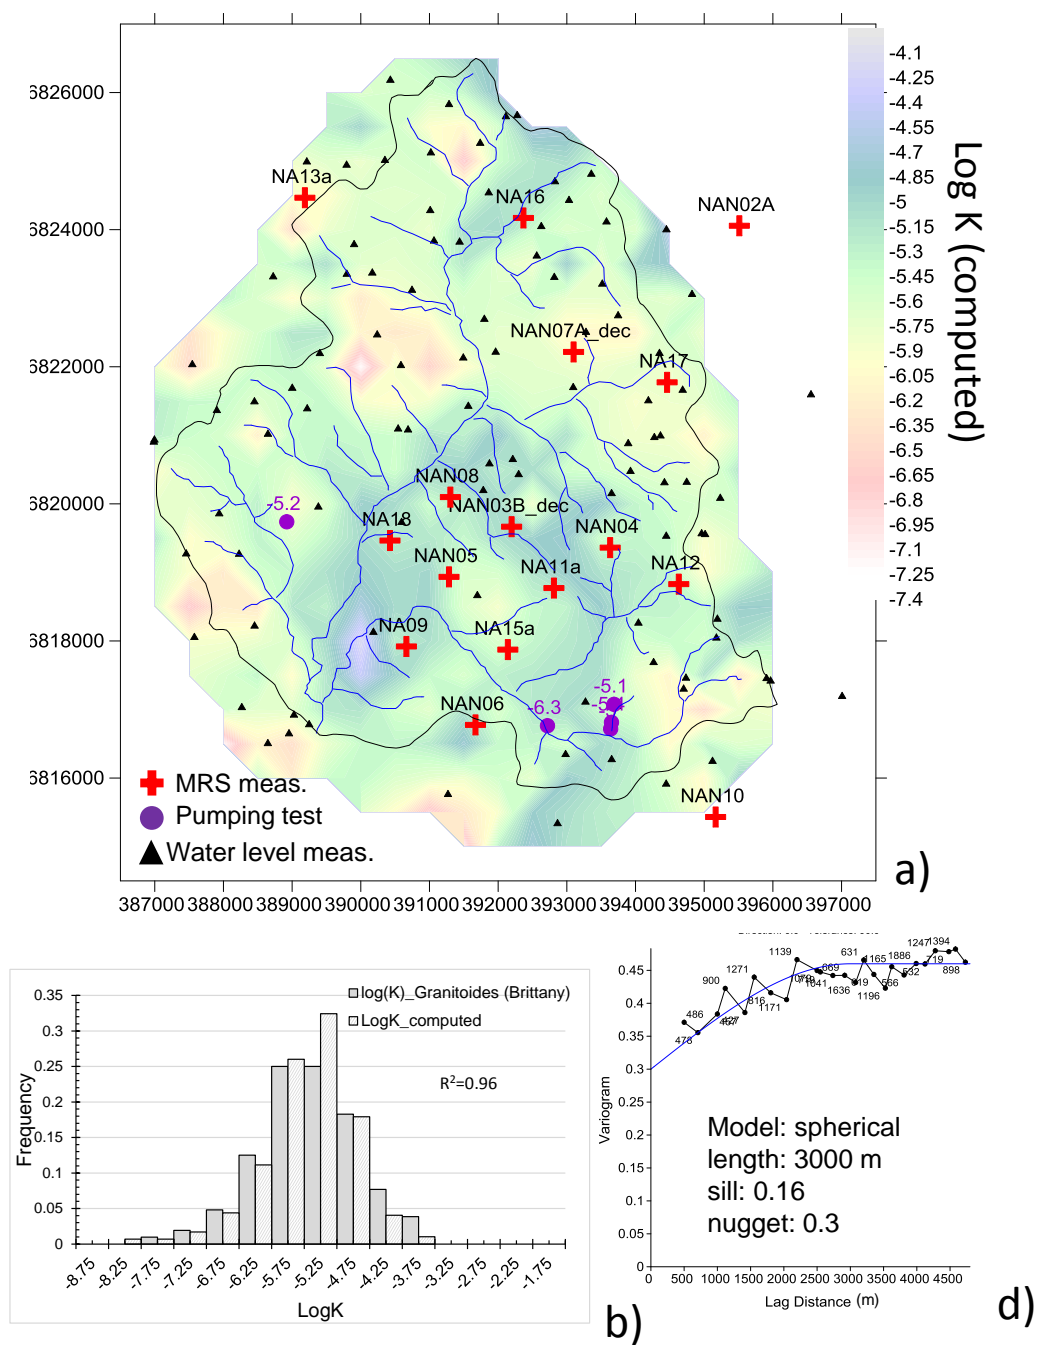 3826000
3824000
3822000
3820000
3818000
3816000
387000 388000 389000 390000 391000 392000 393000 394000 395000 396000 397000
NA13a
NA16
NAN02A
NAN07A_dec
NA17
NAN08
NAN03B_dec
NA18
NAN04
NAN05
NA11a
NA12
NA09
NA15a
NAN06
NAN10
-5.2
-5.1
-6.3
MRS meas.
Pumping test
Water level meas.
-4.1
-4.25
-4.4
-4.55
-4.7
-4.85
-5
-5.3
-5.45
-5.6
-5.75
-5.9
-6.05
-6.2
-6.35
-6.5
-6.65
-6.8
-6.95
-7.1
-7.25
-7.4
Log K (computed)
a)
0.35
0.3
0.25
0.2
0.15
0.1
0.05
0
Frequency
log(K)_Granitoides (Brittany)
LogK_computed
R²=0.96
-8.75 -8.25 -7.75 -7.25 -6.75 -6.25 -5.75 -5.25 -4.75 -4.25 -3.75 -3.25 -2.75 -2.25 -1.75
LogK
b)
0.45
0.4
0.35
0.3
0.25
0.2
0.15
0.1
0.05
0
Variogram
478
486
900
1271
816
1171
1139
669
1636
631
1196
1165
566
1886
532
1247
719
1394
898
Model: spherical
length: 3000 m
sill: 0.16
nugget: 0.3
0 500 1000 1500 2000 2500 3000 3500 4000 4500
Lag Distance (m)
d)